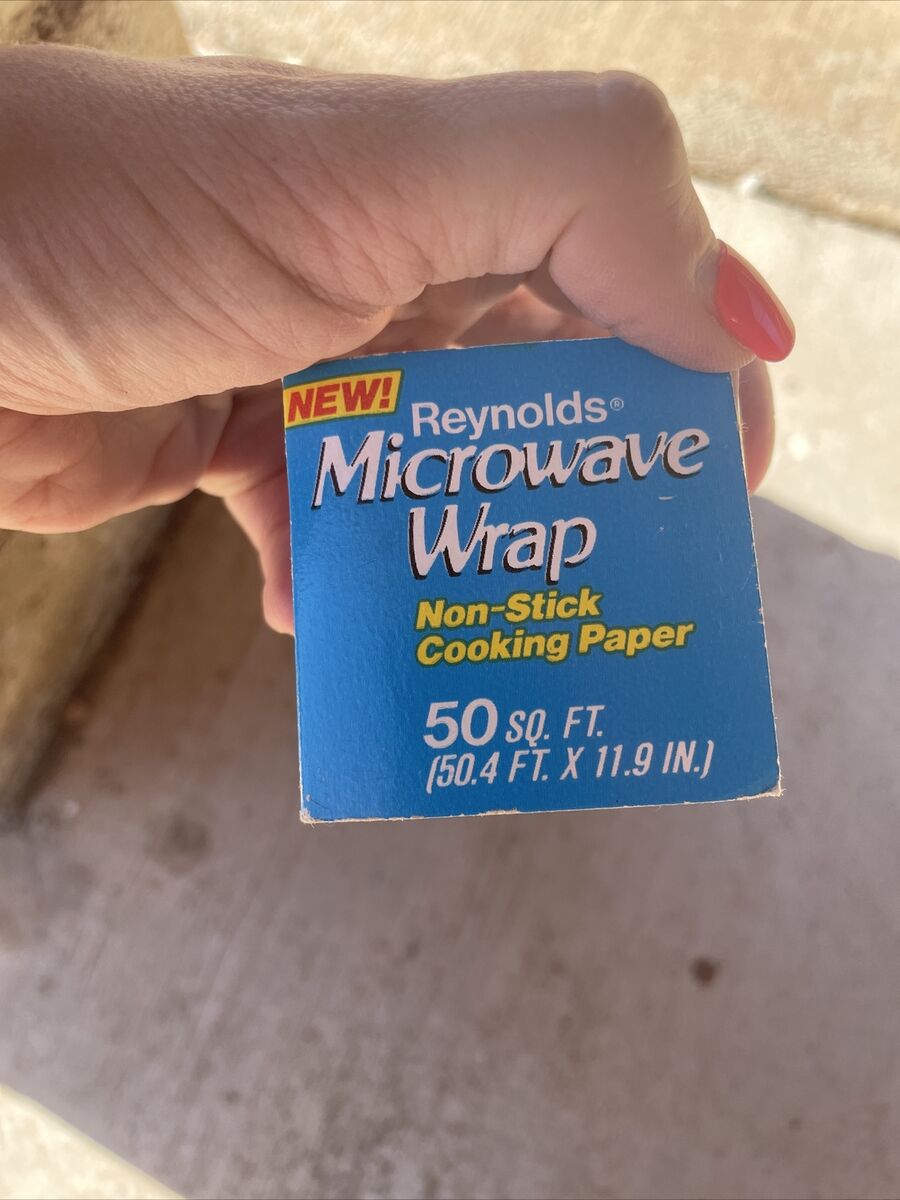 NEW!
Reynolds®
Microwave
Wrap
Non-Stick
Cooking Paper
50 SQ. FT.
(50.4 FT. X 11.9 IN.)